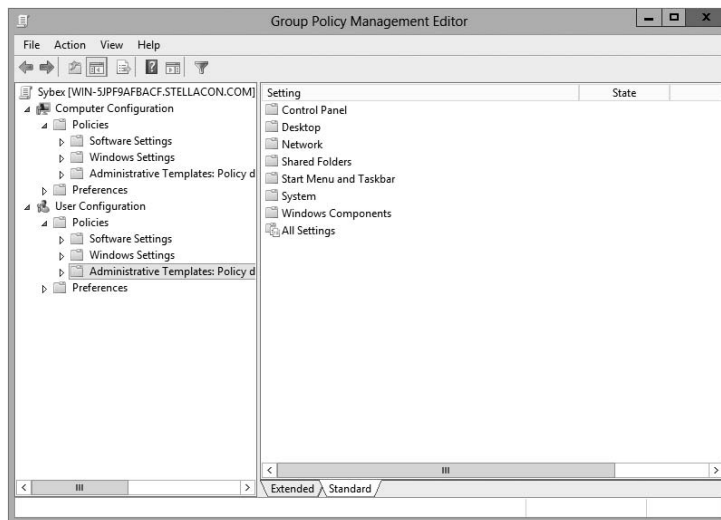 Group Policy Management Editor
File Action View Help
Sybex [WIN-5JPF9AFBACF.STELLACON.COM]
Computer Configuration
Policies
Software Settings
Windows Settings
Administrative Templates: Policy d
Preferences
User Configuration
Policies
Software Settings
Windows Settings
Administrative Templates: Policy d
Preferences
Setting State
Control Panel
Desktop
Network
Shared Folders
Start Menu and Taskbar
System
Windows Components
All Settings
Extended Standard